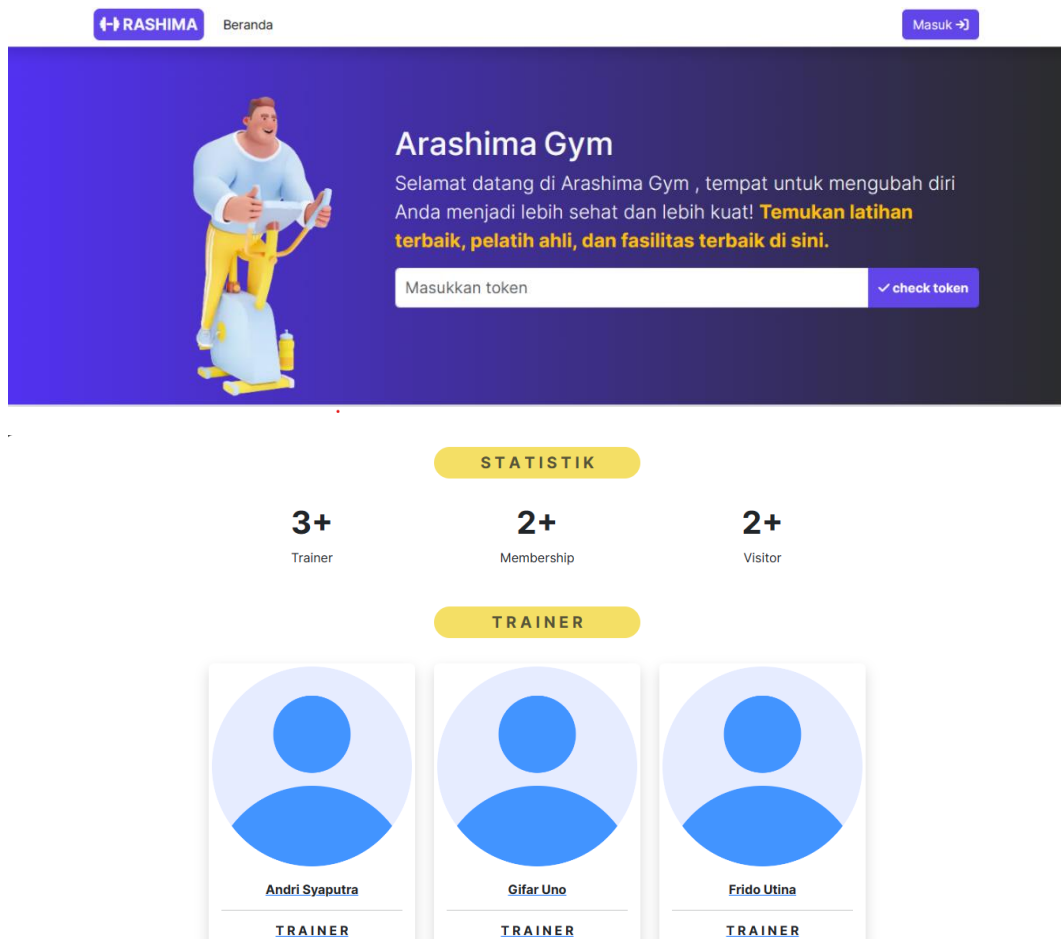 RASHIMA Beranda Masuk
Arashima Gym
Selamat datang di Arashima Gym , tempat untuk mengubah diri
Anda menjadi lebih sehat dan lebih kuat! Temukan latihan
terbaik, pelatih ahli, dan fasilitas terbaik di sini.
Masukkan token check token
STATISTIK
3+ 2+ 2+
Trainer Membership Visitor
TRAINER
Andri Syaputra Gifar Uno Frido Utina
TRAINER TRAINER TRAINER